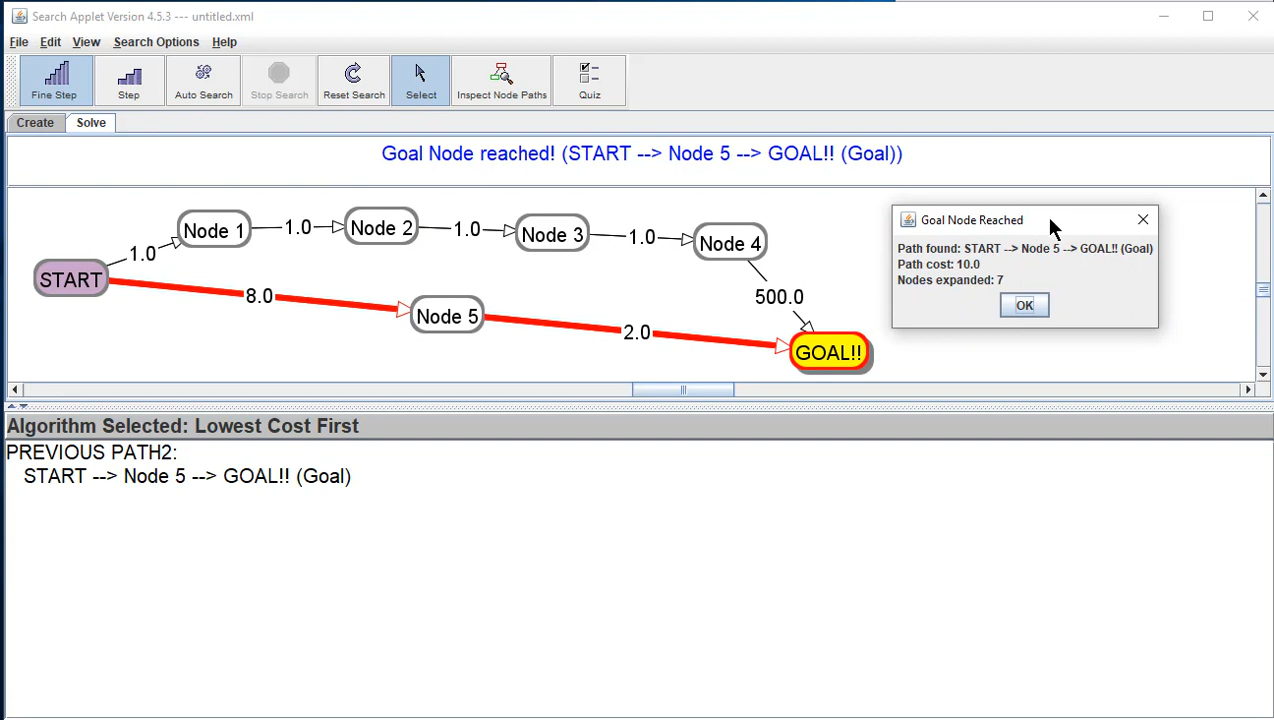 Search Applet Version 4.5.3 --- untitled.xml
File Edit View Search Options Help
Fine Step Step Auto Search Stop Search Reset Search Select Inspect Node Paths Quiz
Create Solve
Goal Node reached! (START --> Node 5 --> GOAL!! (Goal))
Node 1 1.0 Node 2 1.0 Node 3 1.0 Node 4
1.0
START
8.0
Node 5
2.0
500.0
GOAL!!
Goal Node Reached
Path found: START --> Node 5 --> GOAL!! (Goal)
Path cost: 10.0
Nodes expanded: 7
OK
Algorithm Selected: Lowest Cost First
PREVIOUS PATH2:
START --> Node 5 --> GOAL!! (Goal)